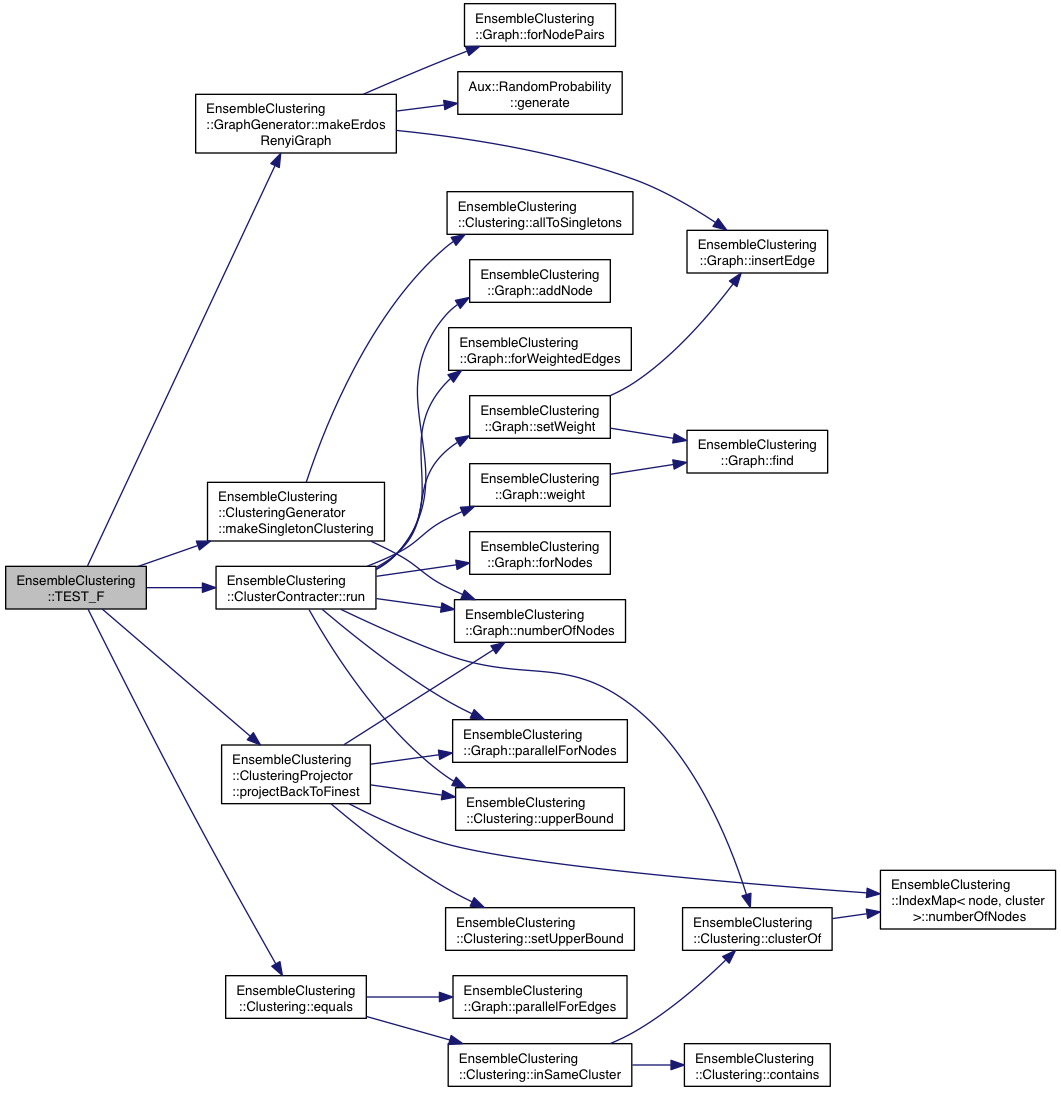 EnsembleClustering
::Graph::forNodePairs
Aux::RandomProbability
::generate
EnsembleClustering
::GraphGenerator::makeErdos
RenyiGraph
EnsembleClustering
::Clustering::allToSingletons
EnsembleClustering
::Graph::insertEdge
EnsembleClustering
::Graph::addNode
EnsembleClustering
::Graph::forWeightedEdges
EnsembleClustering
::Graph::setWeight
EnsembleClustering
::Graph::find
EnsembleClustering
::Graph::weight
EnsembleClustering
::ClusteringGenerator
::makeSingletonClustering
EnsembleClustering
::Graph::forNodes
EnsembleClustering
::TEST_F
EnsembleClustering
::ClusterContracter::run
EnsembleClustering
::Graph::numberOfNodes
EnsembleClustering
::Graph::parallelForNodes
EnsembleClustering
::ClusteringProjector
::projectBackToFinest
EnsembleClustering
::Clustering::upperBound
EnsembleClustering
::IndexMap< node, cluster
>::numberOfNodes
EnsembleClustering
::Clustering::setUpperBound
EnsembleClustering
::Clustering::clusterOf
EnsembleClustering
::Clustering::equals
EnsembleClustering
::Graph::parallelForEdges
EnsembleClustering
::Clustering::inSameCluster
EnsembleClustering
::Clustering::contains